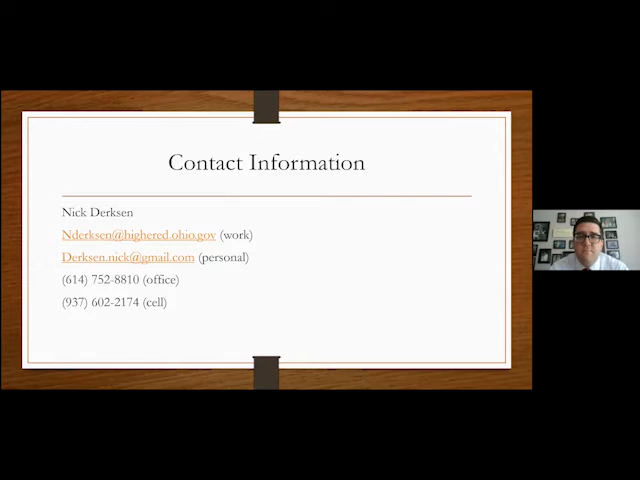 Contact Information
Nick Derksen
Nderksen@highered.ohio.gov (work)
Derksen.nick@gmail.com (personal)
(614) 752-8810 (office)
(937) 602-2174 (cell)